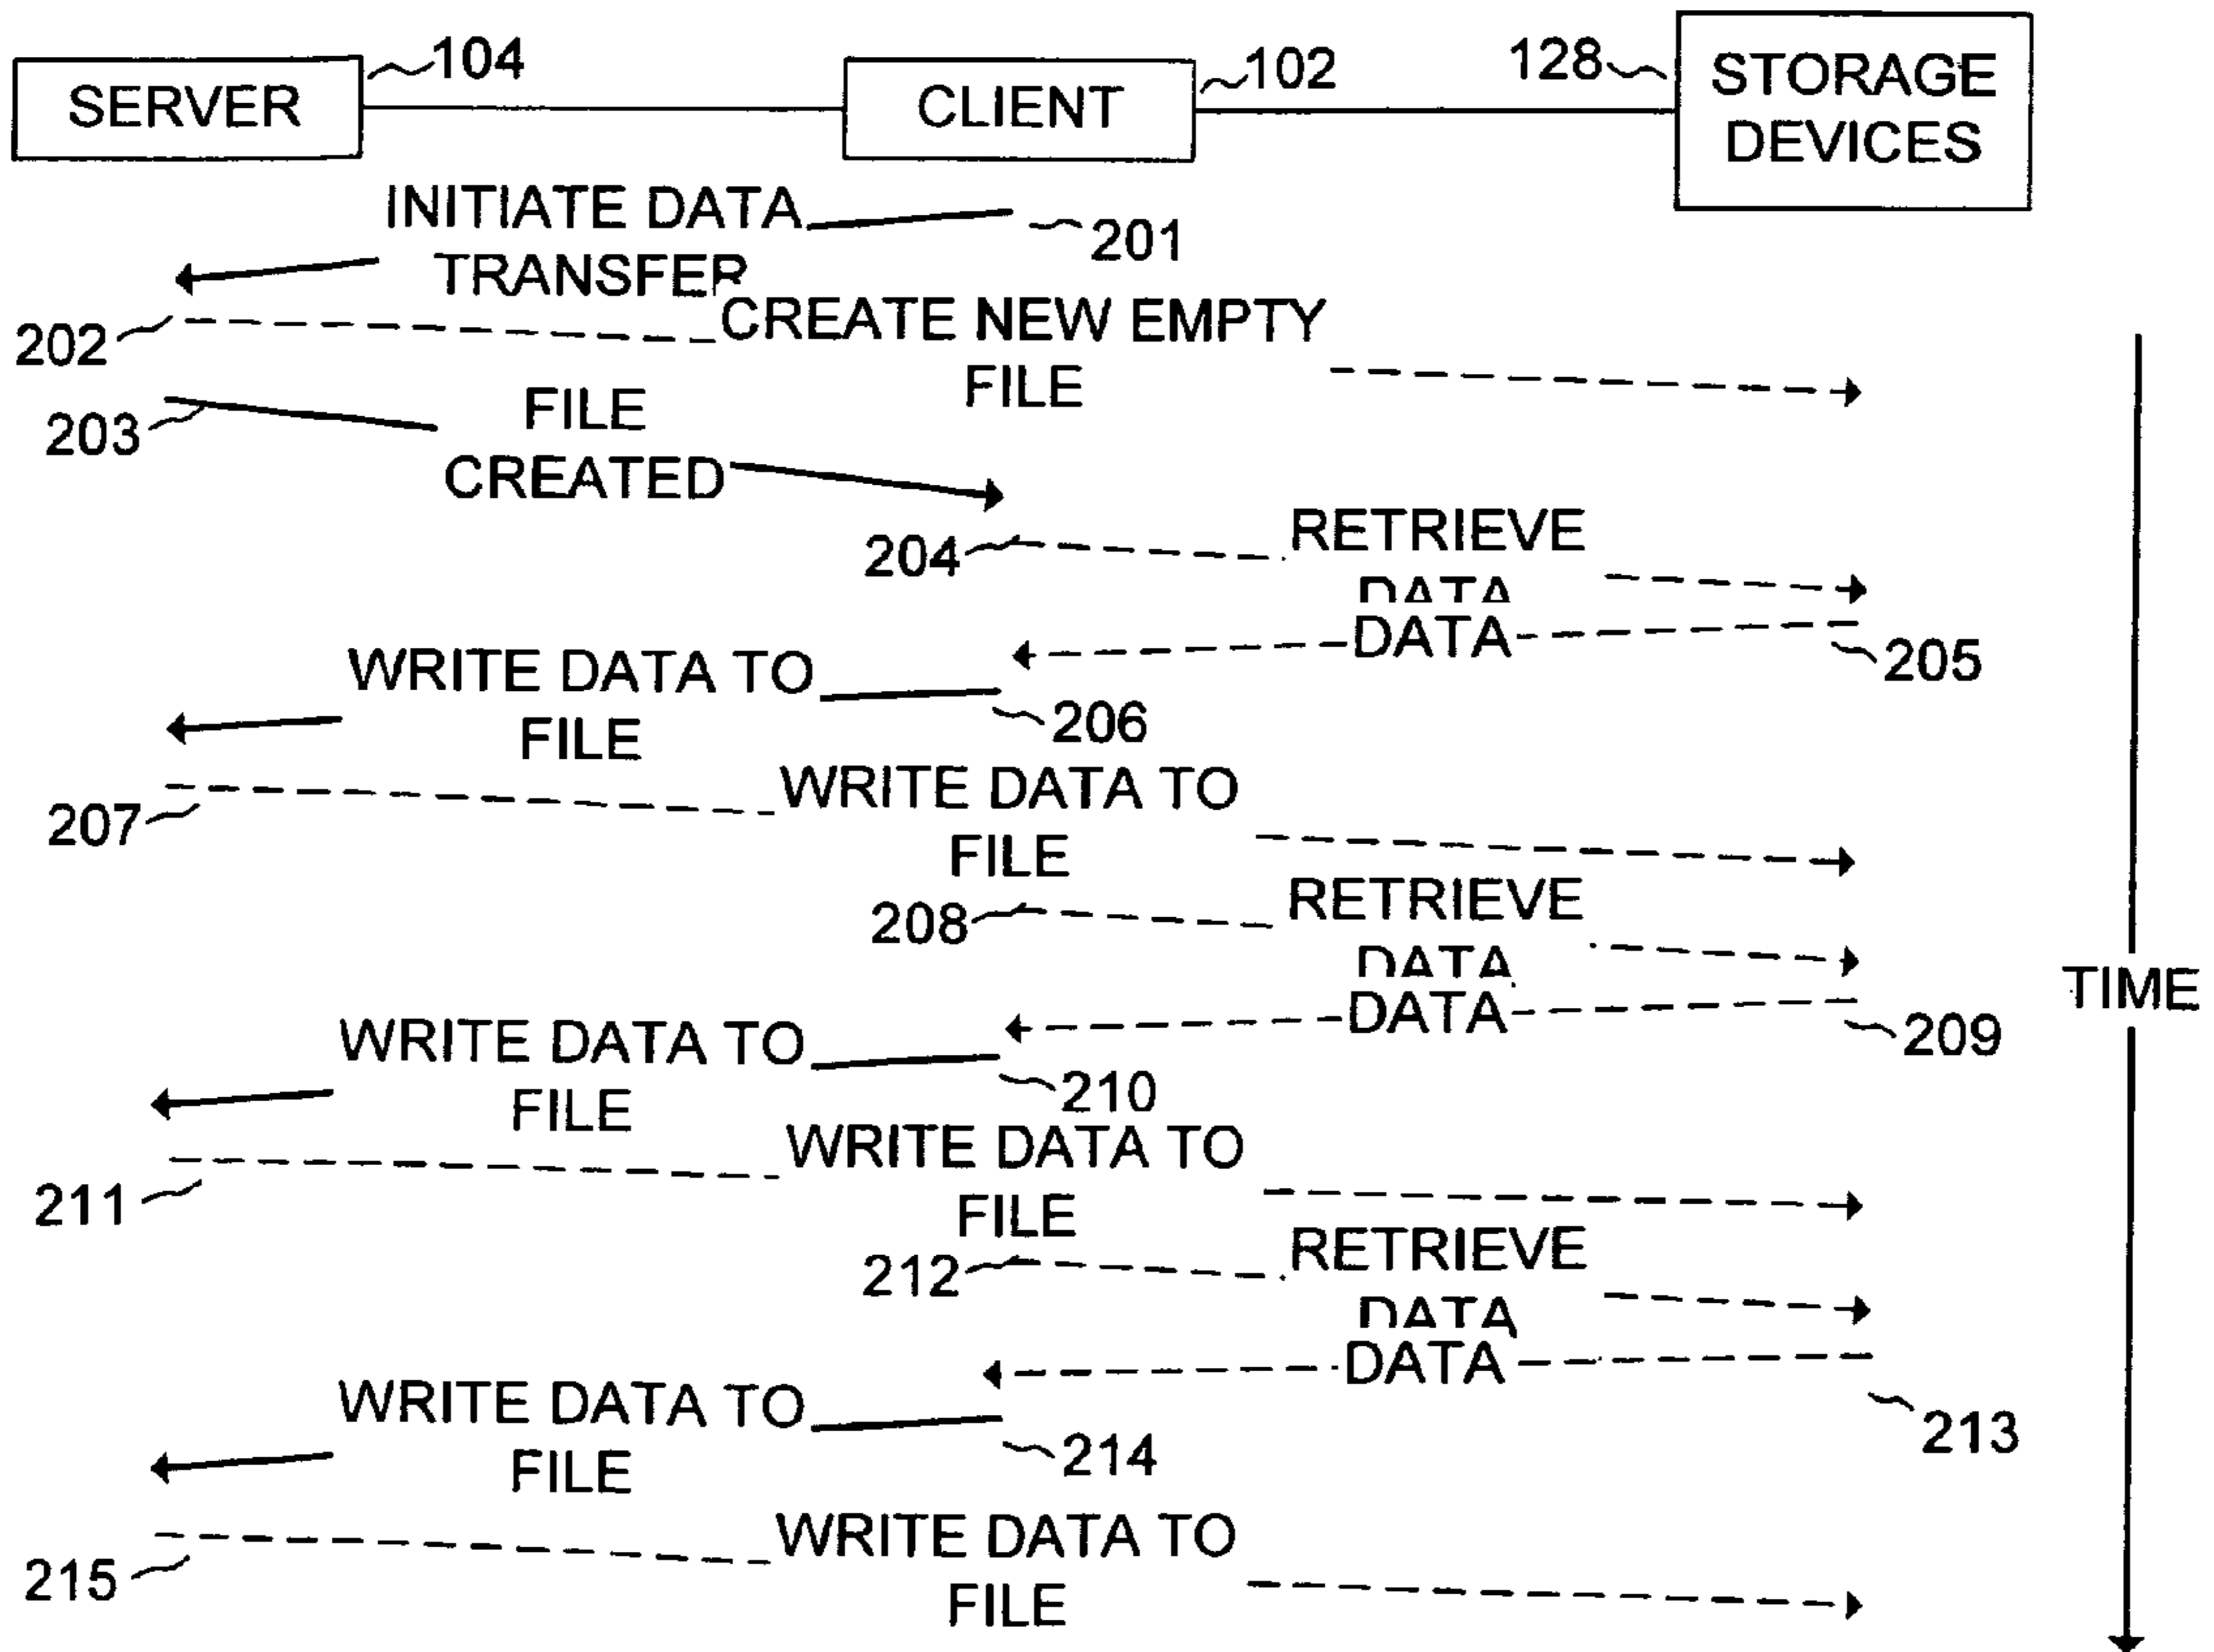 SERVER
104
CLIENT
102
128
STORAGE
DEVICES
INITIATE DATA
TRANSFER
201
202
CREATE NEW EMPTY
FILE
203
FILE
CREATED
204
RETRIEVE
DATA
DATA
205
WRITE DATA TO
FILE
206
207
WRITE DATA TO
FILE
208
RETRIEVE
DATA
DATA
209
TIME
WRITE DATA TO
FILE
210
211
WRITE DATA TO
FILE
212
RETRIEVE
DATA
DATA
213
WRITE DATA TO
FILE
214
215
WRITE DATA TO
FILE